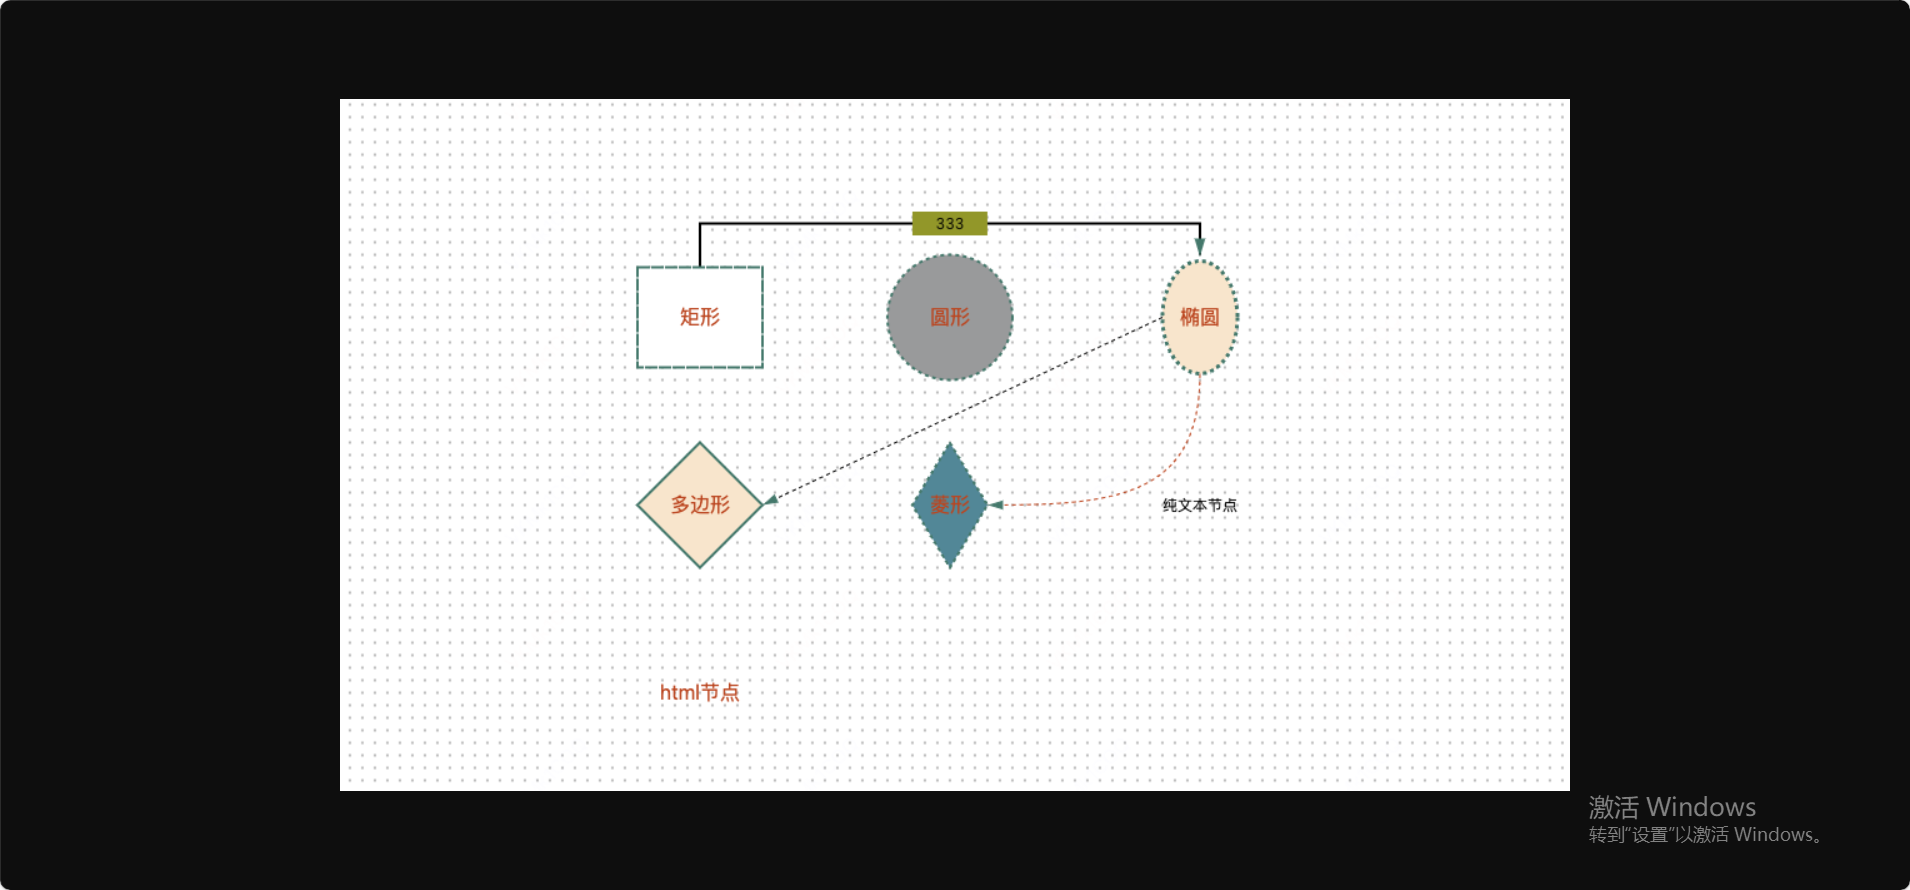 333
矩形
圆形
椭圆
多边形
菱形
纯文本节点
html节点
激活 Windows
转到“设置”以激活 Windows。